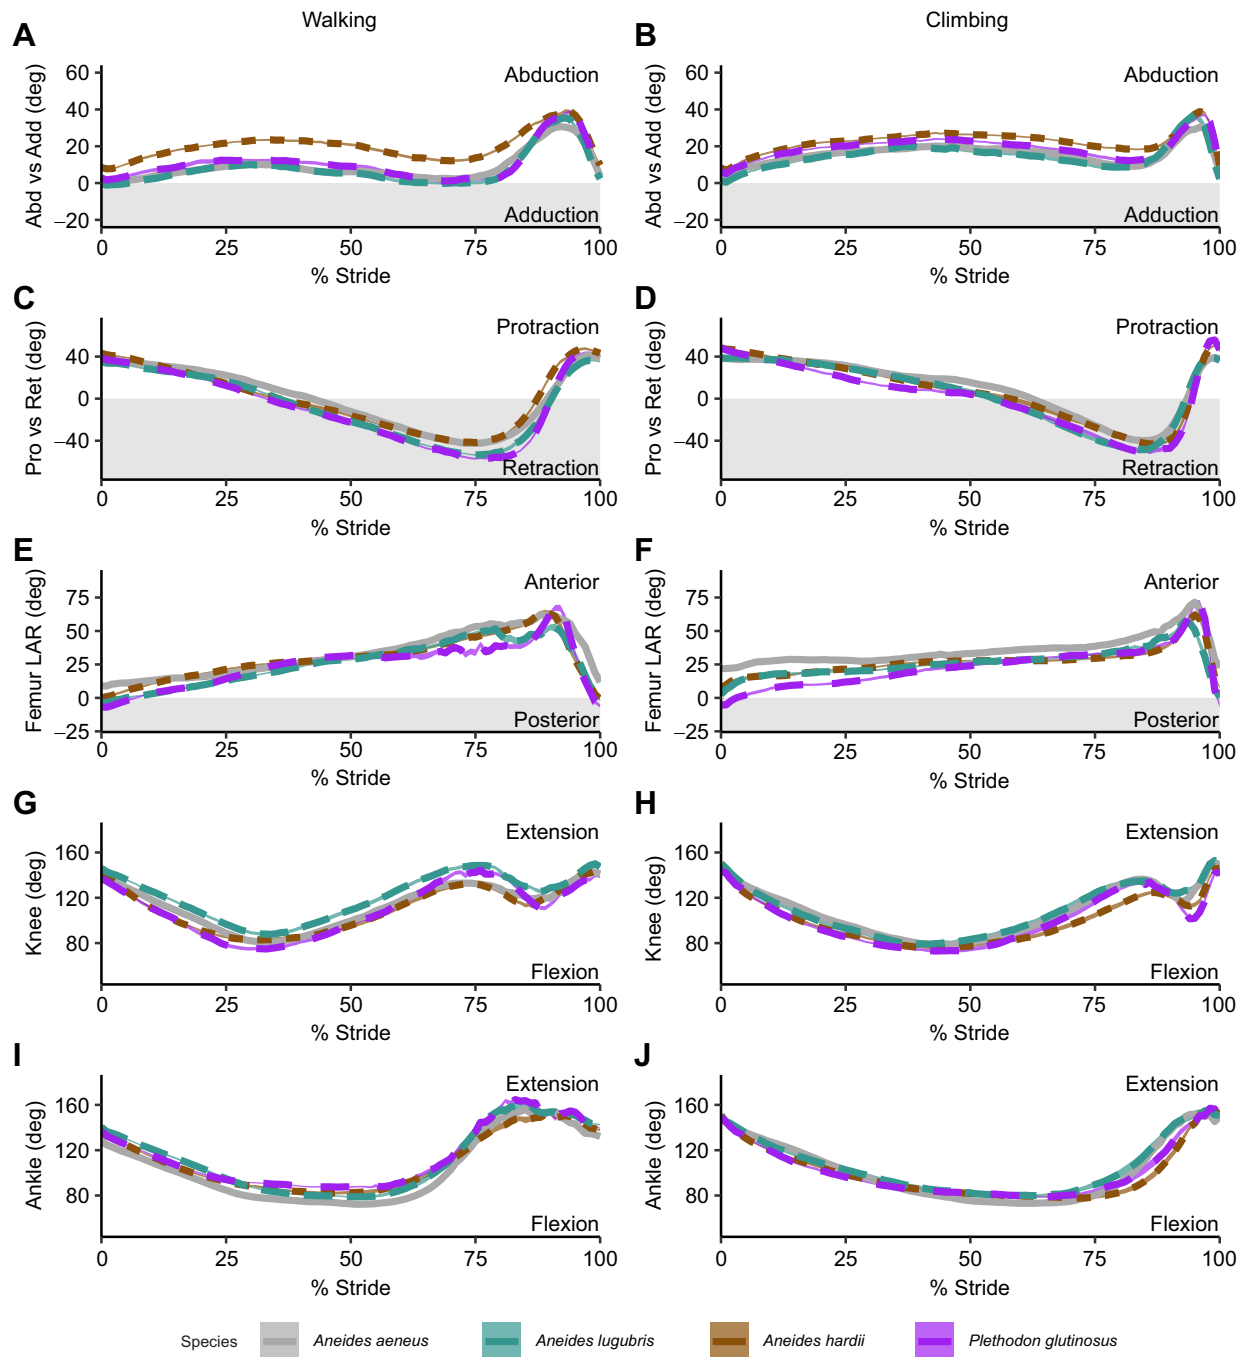 Walking
Climbing
A
Abd vs Add (deg)
60
40
20
0
−20
Abduction
Adduction
0
25
50
75
100
% Stride
B
Abd vs Add (deg)
60
40
20
0
−20
Abduction
Adduction
0
25
50
75
100
% Stride
C
Pro vs Ret (deg)
40
0
−40
Protraction
Retraction
0
25
50
75
100
% Stride
D
Pro vs Ret (deg)
40
0
−40
Protraction
Retraction
0
25
50
75
100
% Stride
E
Femur LAR (deg)
75
50
25
0
−25
Anterior
Posterior
0
25
50
75
100
% Stride
F
Femur LAR (deg)
75
50
25
0
−25
Anterior
Posterior
0
25
50
75
100
% Stride
G
Knee (deg)
160
120
80
Extension
Flexion
0
25
50
75
100
% Stride
H
Knee (deg)
160
120
80
Extension
Flexion
0
25
50
75
100
% Stride
I
Ankle (deg)
160
120
80
Extension
Flexion
0
25
50
75
100
% Stride
J
Ankle (deg)
160
120
80
Extension
Flexion
0
25
50
75
100
% Stride
Species
Aneides aeneus
Aneides lugubris
Aneides hardii
Plethodon glutinosus